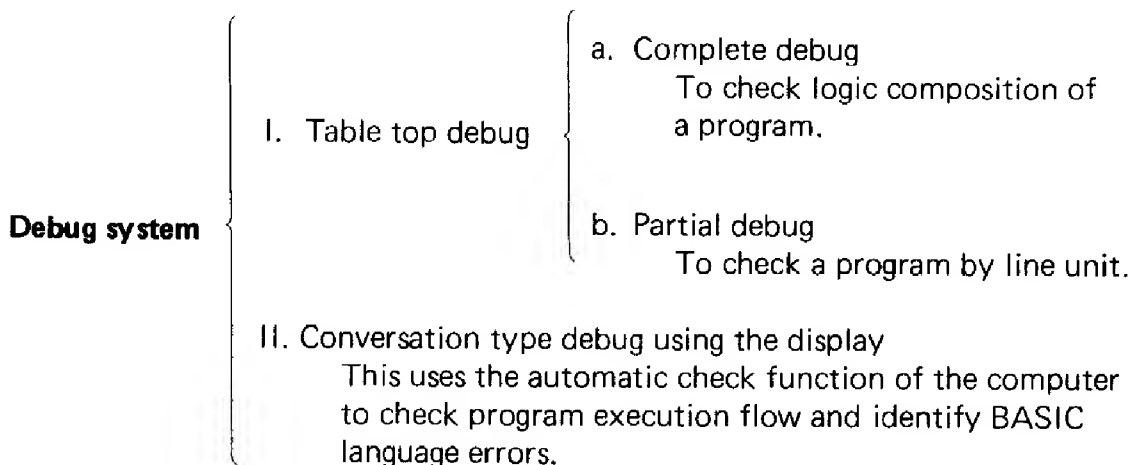 Debug system
I. Table top debug
a. Complete debug
To check logic composition of
a program.
b. Partial debug
To check a program by line unit.
II. Conversation type debug using the display
This uses the automatic check function of the computer
to check program execution flow and identify BASIC
language errors.